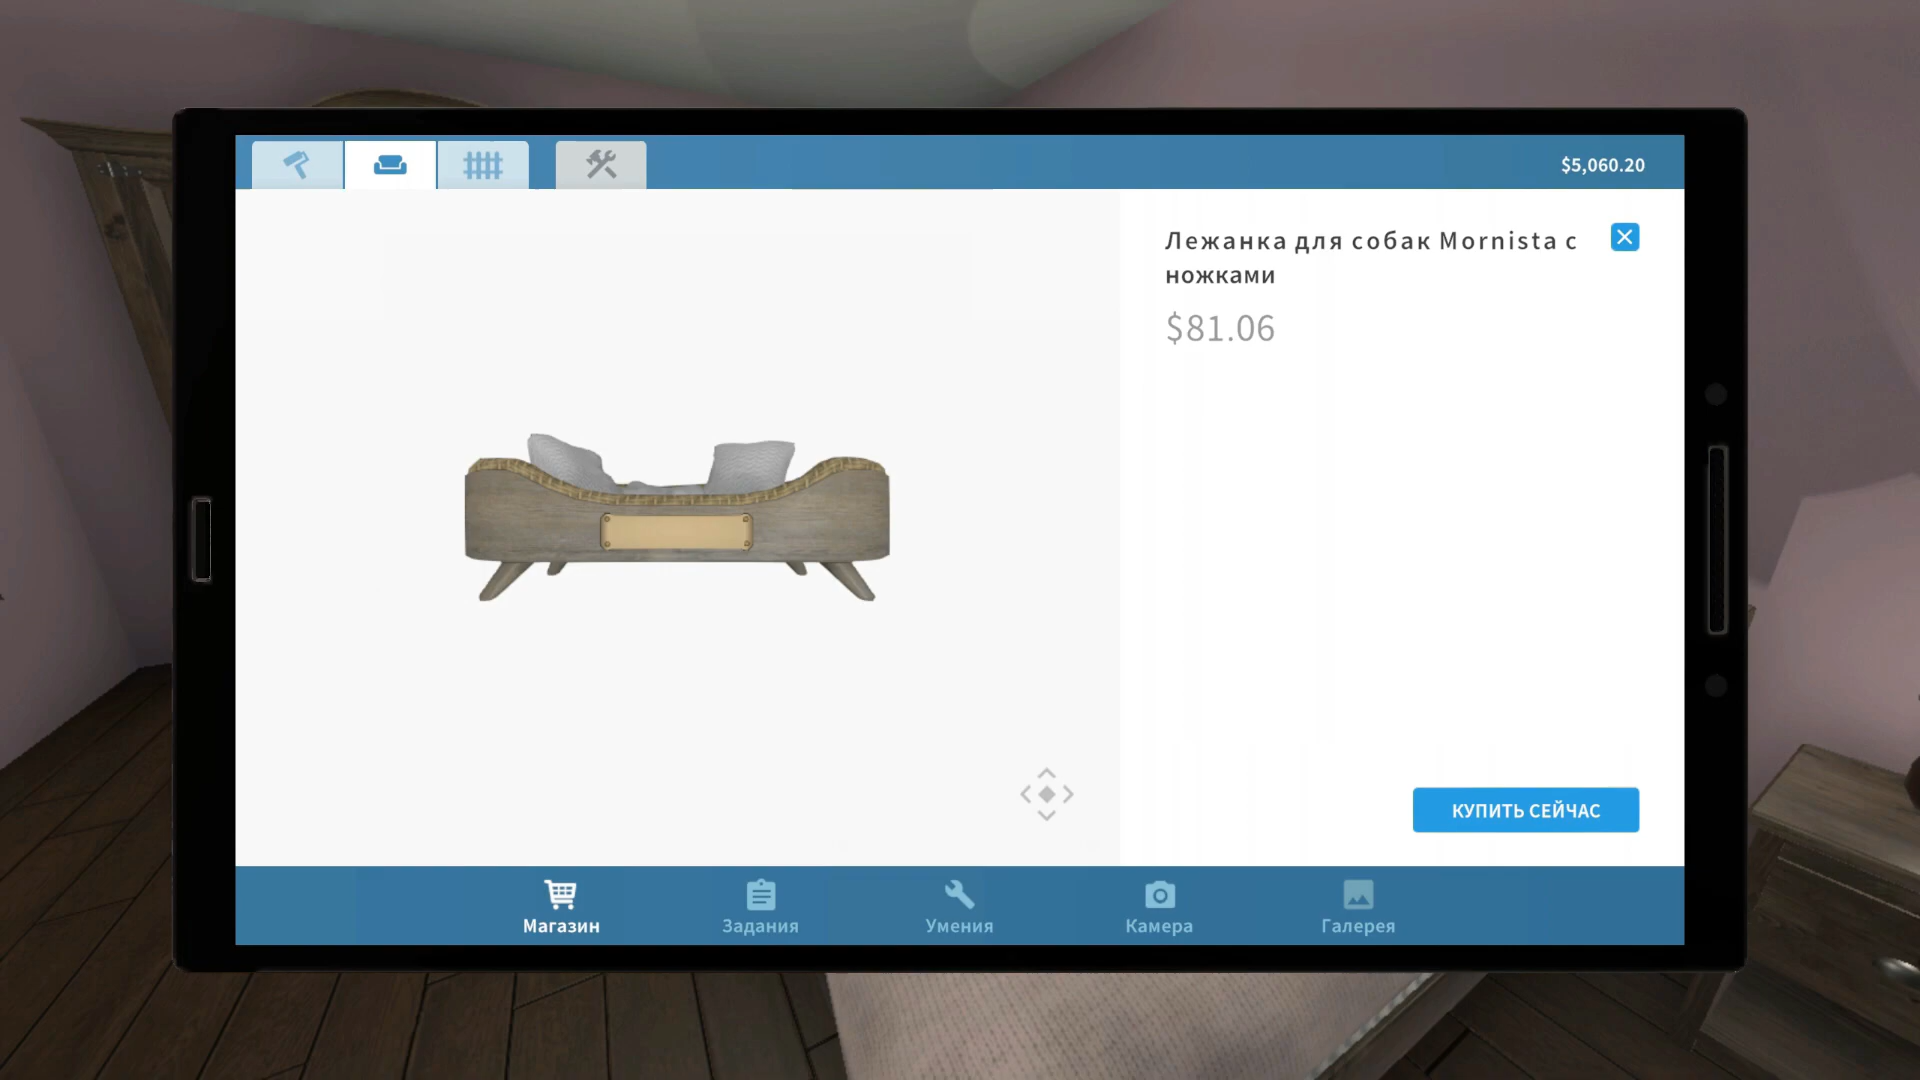 $5,060.20
Лежанка для собак Mornista с
ножками
$81.06
КУПИТЬ СЕЙЧАС
Магазин
Задания
Умения
Камера
Галерея